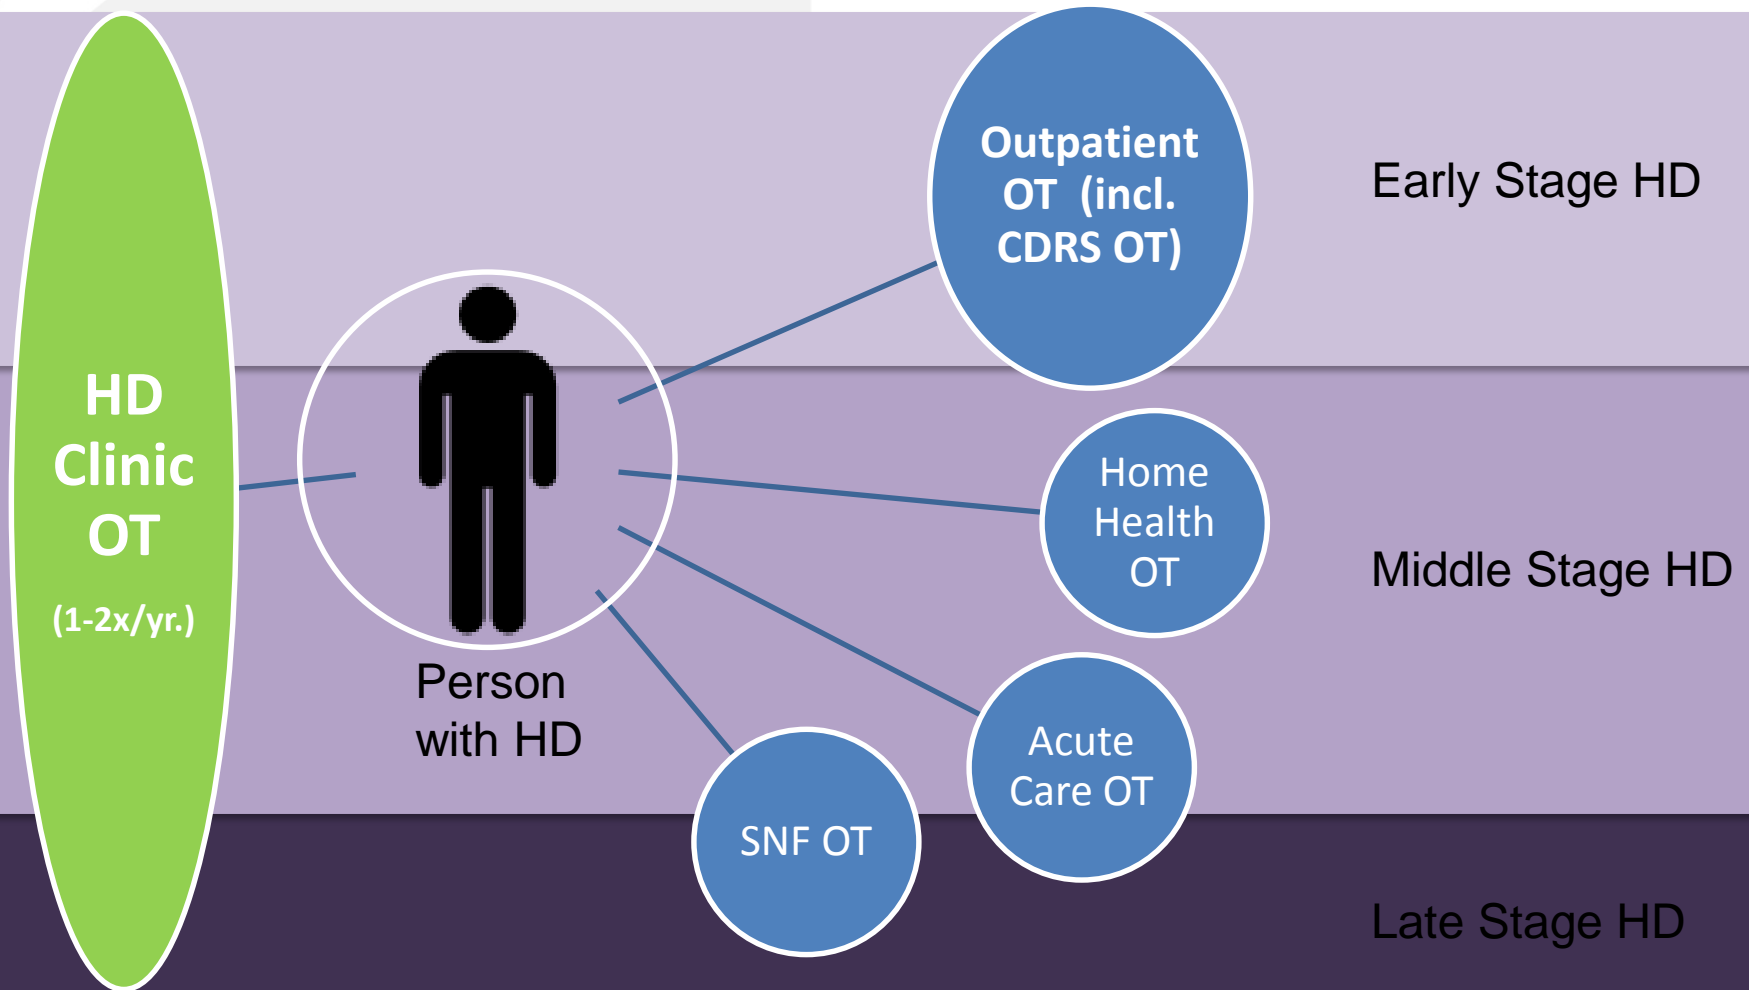 HD
Clinic
OT
(1-2x/yr.)
Person
with HD
Outpatient
OT (incl.
CDRS OT)
Early Stage HD
Home
Health
OT
Middle Stage HD
Acute
Care OT
SNF OT
Late Stage HD